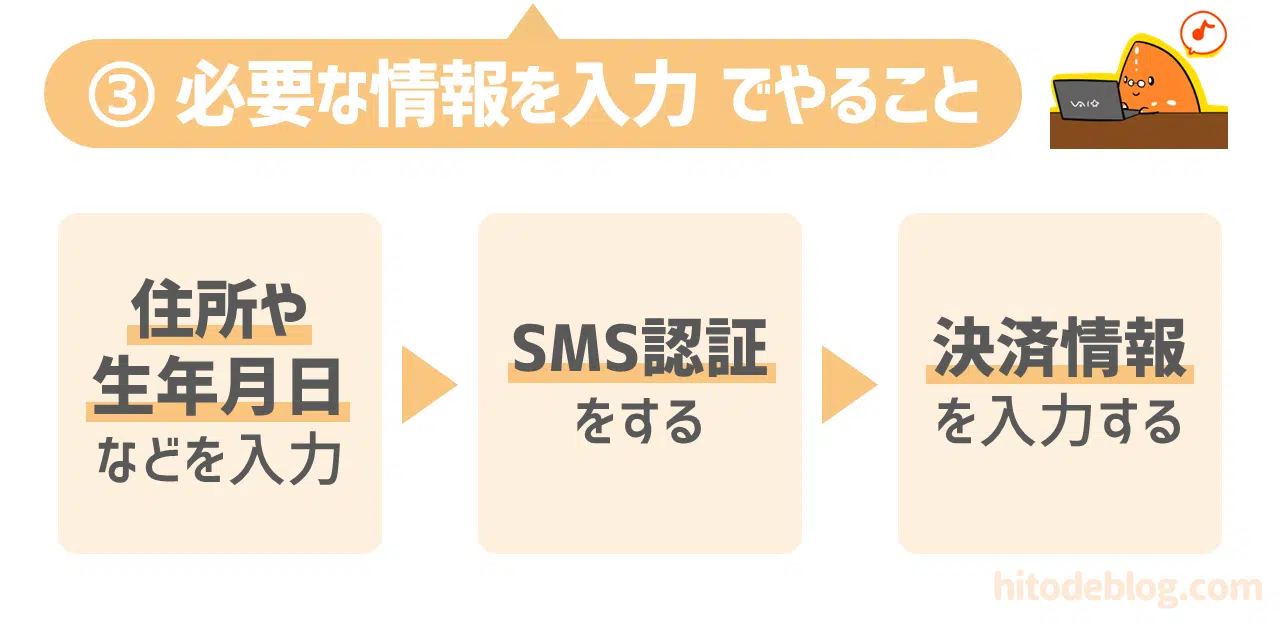 ③ 必要な情報を入力 でやること
VAIO
住所や
生年月日
などを入力
SMS認証
をする
決済情報
を入力する
hitodeblog.com